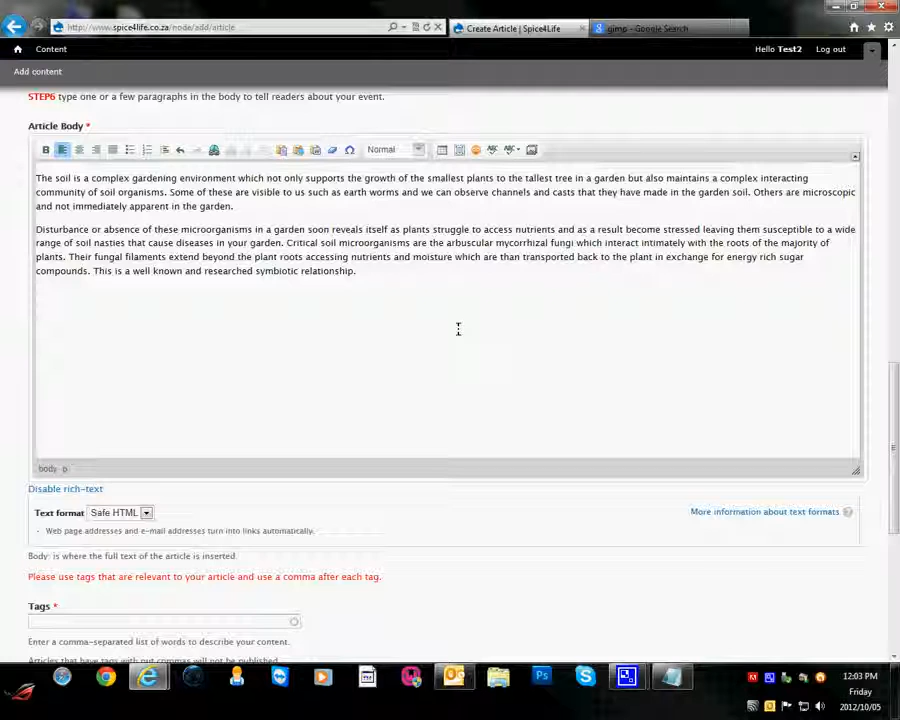 http://www.spice4life.co.za/node/add/article
Create Article | Spice4Life
gimp - Google Search
Content
Hello Test2
Log out
Add content
STEP6 type one or a few paragraphs in the body to tell readers about your event.
Article Body *
B
Normal
The soil is a complex gardening environment which not only supports the growth of the smallest plants to the tallest tree in a garden but also maintains a complex interacting
community of soil organisms. Some of these are visible to us such as earth worms and we can observe channels and casts that they have made in the garden soil. Others are microscopic
and not immediately apparent in the garden.
Disturbance or absence of these microorganisms in a garden soon reveals itself as plants struggle to access nutrients and as a result become stressed leaving them susceptible to a wide
range of soil nasties that cause diseases in your garden. Critical soil microorganisms are the arbuscular mycorrhizal fungi which interact intimately with the roots of the majority of
plants. Their fungal filaments extend beyond the plant roots accessing nutrients and moisture which are than transported back to the plant in exchange for energy rich sugar
compounds. This is a well known and researched symbiotic relationship.
body p
Disable rich-text
Text format Safe HTML
More information about text formats
Web page addresses and e-mail addresses turn into links automatically.
Body: is where the full text of the article is inserted.
Please use tags that are relevant to your article and use a comma after each tag.
Tags *
Enter a comma-separated list of words to describe your content.
Articles that have tags with out commas will not be published
Ps
12:03 PM
Friday
2012/10/05